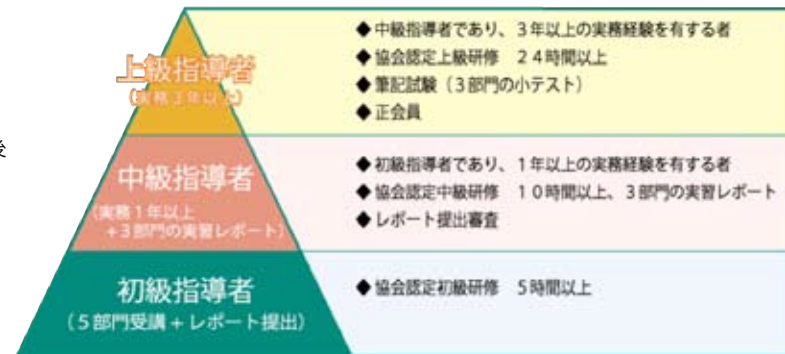 上級指導者
(実務3年以上)
◆中級指導者であり、3年以上の実務経験を有する者
◆協会認定上級研修　24時間以上
◆筆記試験（3部門の小テスト）
◆正会員
後
中級指導者
(実務1年以上
+3部門の実習レポート)
◆初級指導者であり、1年以上の実務経験を有する者
◆協会認定中級研修　10時間以上、3部門の実習レポート
◆レポート提出審査
初級指導者
(5部門受講+レポート提出)
◆協会認定初級研修　5時間以上